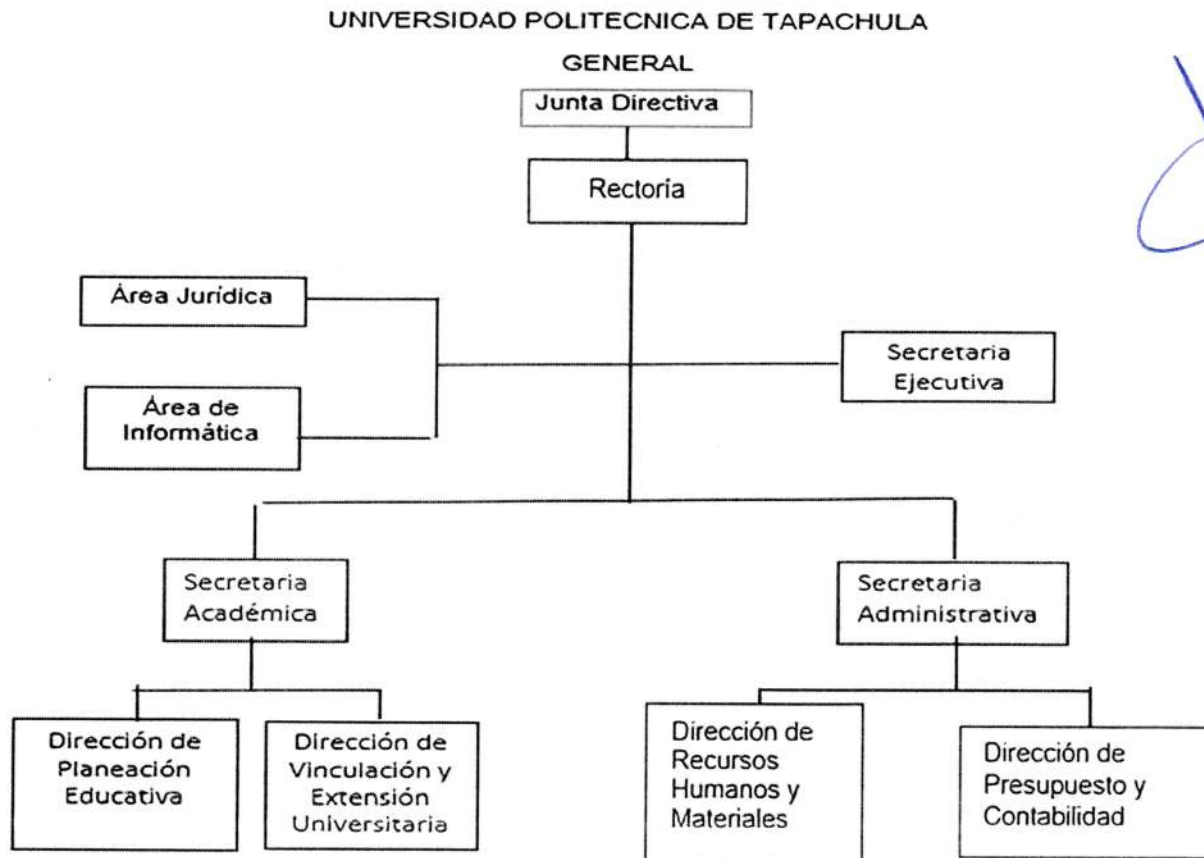 UNIVERSIDAD POLITECNICA DE TAPACHULA
GENERAL
Junta Directiva
Rectoría
Área Jurídica
Secretaria
Ejecutiva
Área de
Informática
Secretaria
Académica
Secretaria
Administrativa
Dirección de
Planeación
Educativa
Dirección de
Vinculación y
Extensión
Universitaria
Dirección de
Recursos
Humanos y
Materiales
Dirección de
Presupuesto y
Contabilidad